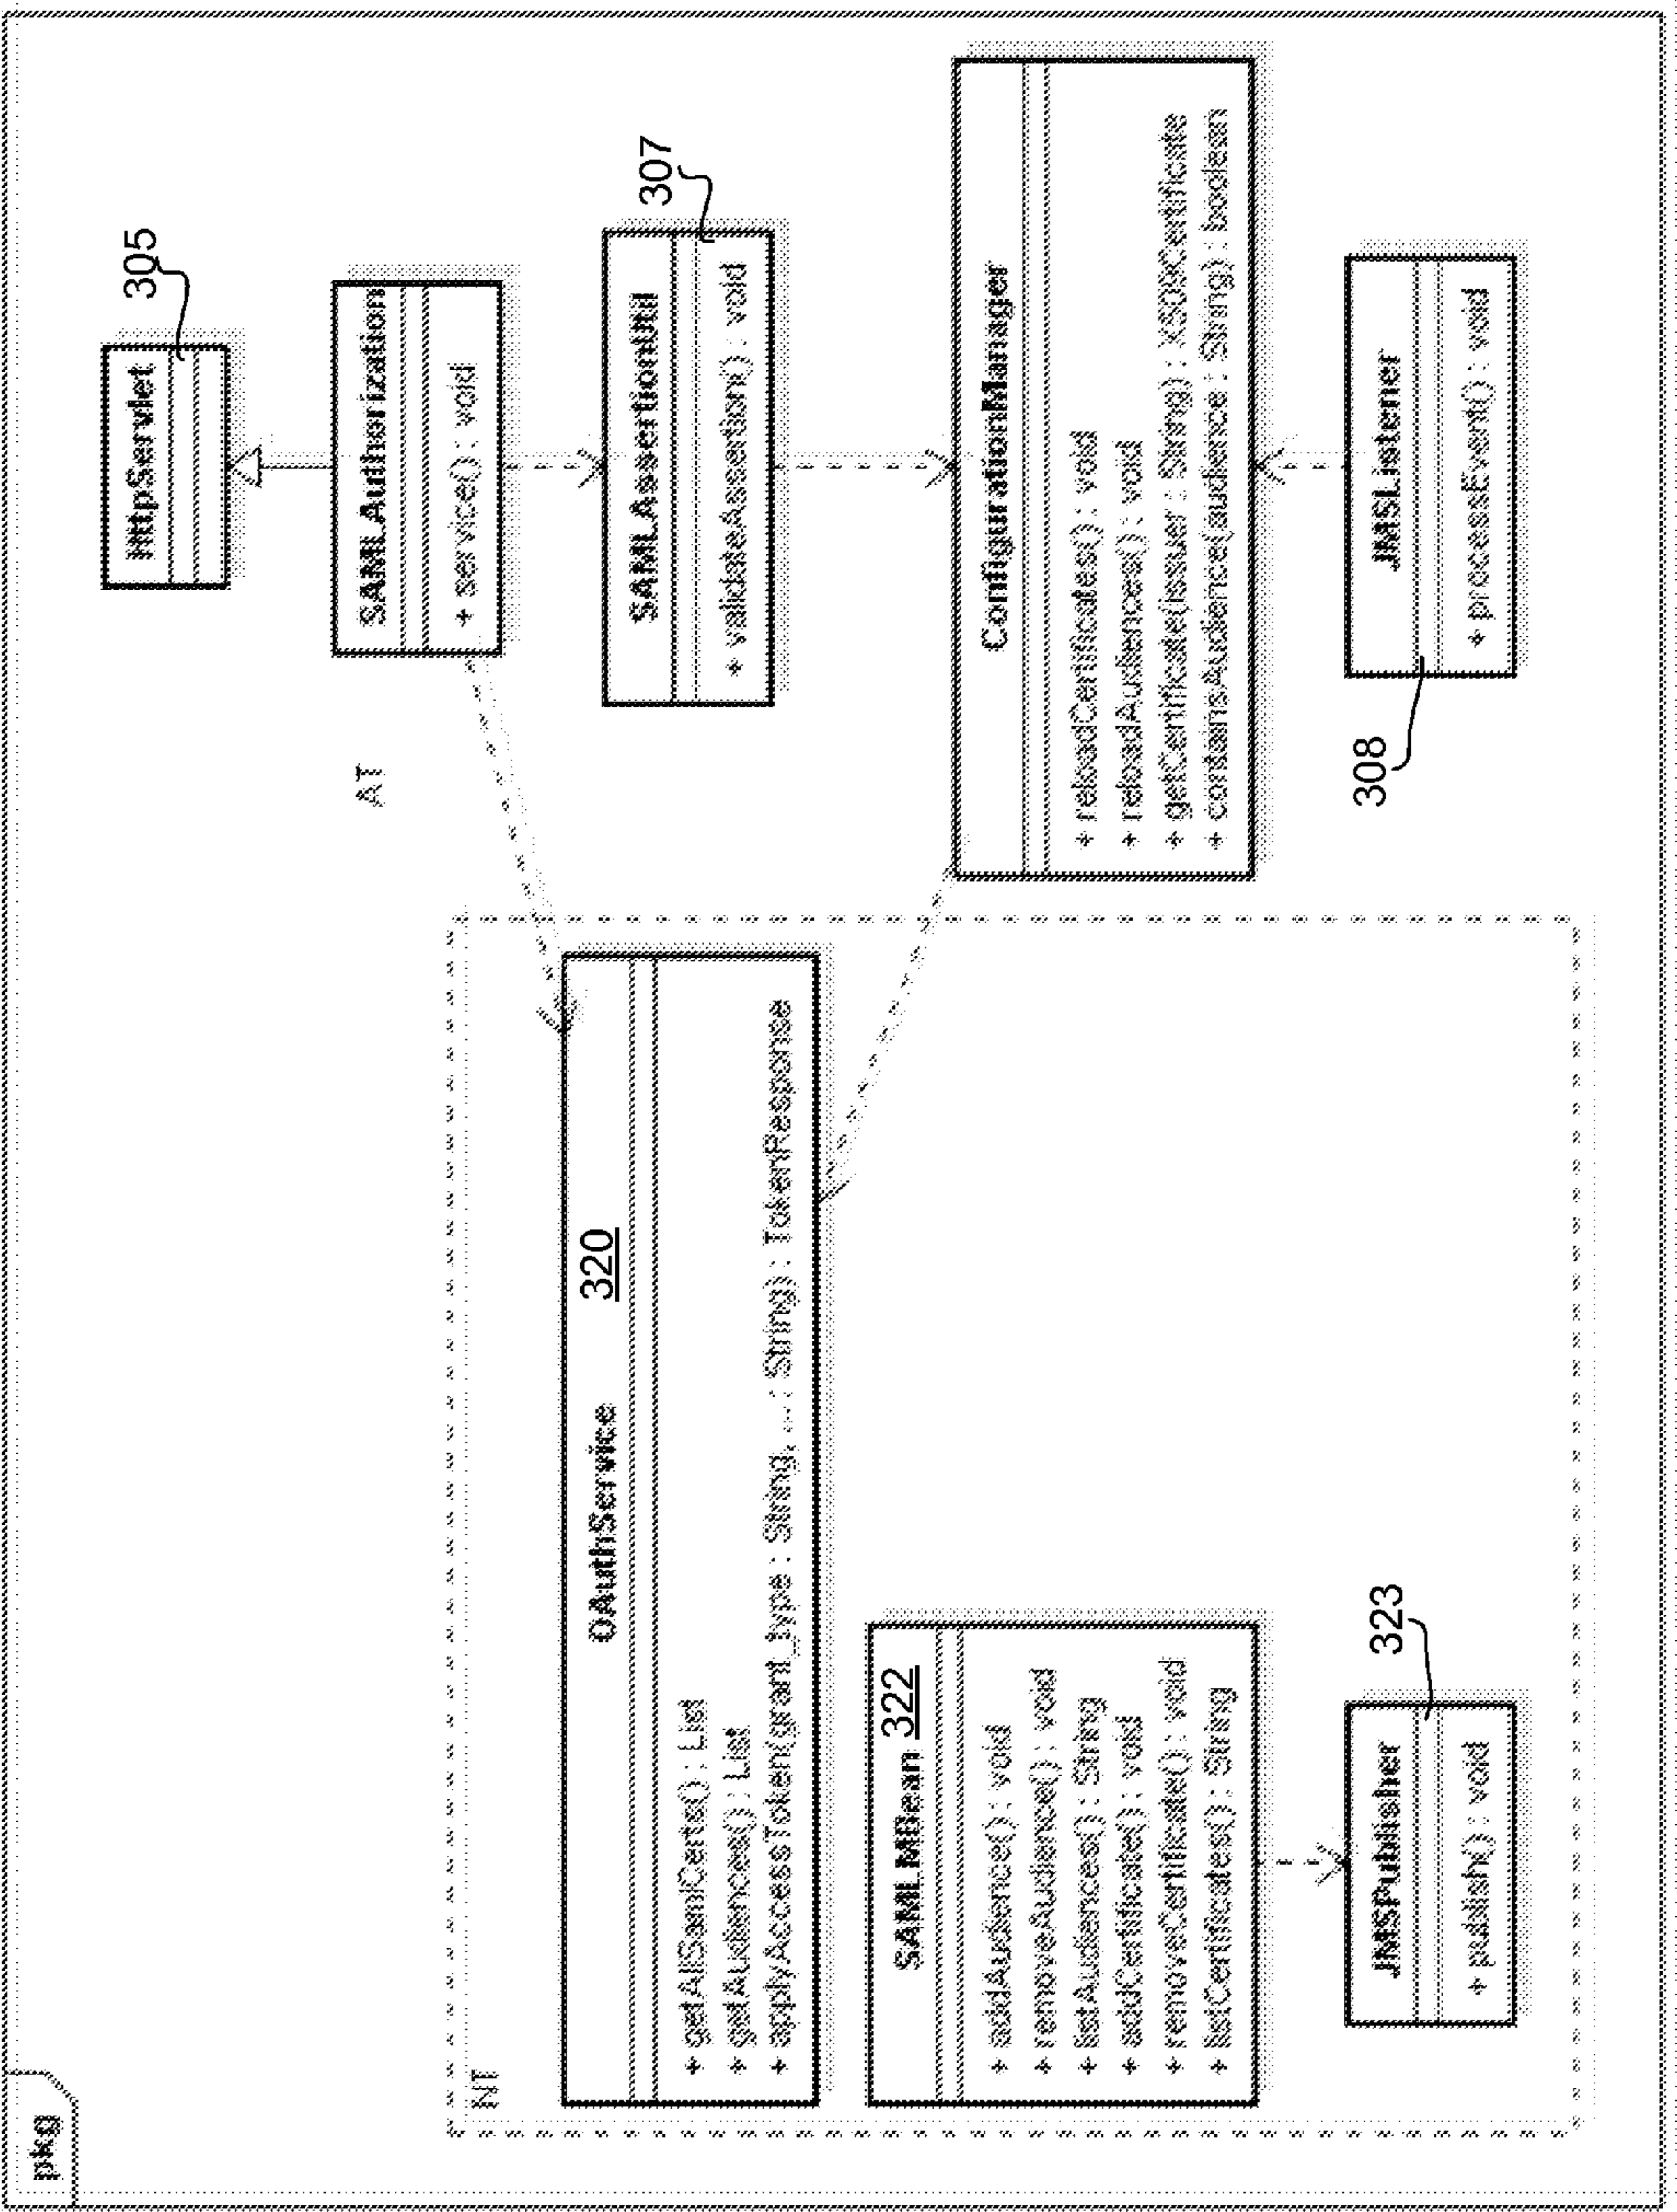 pkg
HttpServlet
305
SAMLAuthorization
+ service() : void
AT
SAMLAssertionUtil
307
+ validateAssertion() : void
ConfigurationManager
+ reloadCertificates() : void
+ reloadAudiences() : void
+ getCertificate(issuer : String) : X509Certificate
+ containsAudience(audience : String) : boolean
JMSListener
308
+ processEvent() : void
NT
OAuthService 320
+ getAllSamlCerts() : List
+ getAudiences() : List
+ applyAccessToken(grant_type : String, ... : String) : TokenResponse
SAMLMBean 322
+ addAudience() : void
+ removeAudience() : void
+ listAudiences() : String
+ addCertificate() : void
+ removeCertificate() : void
+ listCertificates() : String
JMSPublisher
323
+ publish() : void